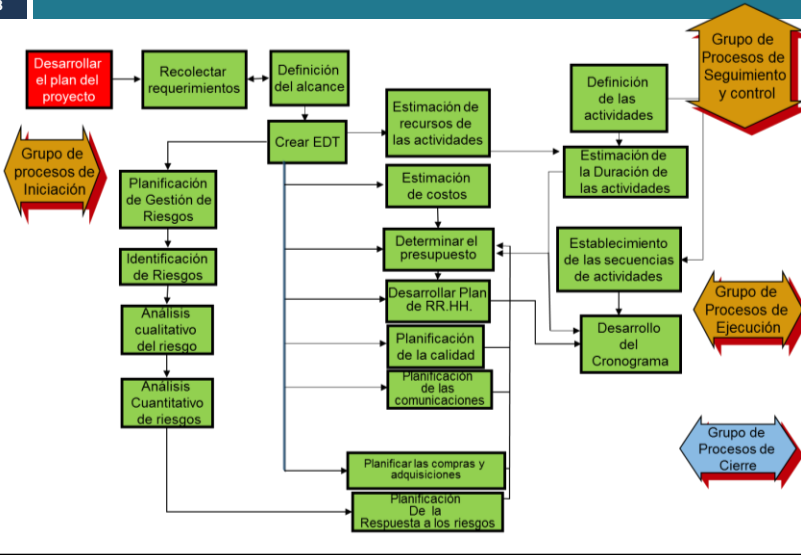 3
Desarrollar
el plan del
proyecto
Recolectar
requerimientos
Definición
del alcance
Crear EDT
Grupo de
procesos de
Iniciación
Planificación
de Gestión de
Riesgos
Identificación
de Riesgos
Análisis
cualitativo
del riesgo
Análisis
Cuantitativo
de riesgos
Estimación de
recursos de
las actividades
Estimación
de costos
Determinar el
presupuesto
Desarrollar Plan
de RR.HH.
Planificación
de la calidad
Planificación
de las
comunicaciones
Planificar las compras y
adquisiciones
Planificación
De la
Respuesta a los riesgos
Definición
de las
actividades
Estimación de
la Duración de
las actividades
Establecimiento
de las secuencias
de actividades
Desarrollo
del
Cronograma
Grupo de
Procesos de
Seguimiento
y control
Grupo de
Procesos de
Ejecución
Grupo de
Procesos de
Cierre